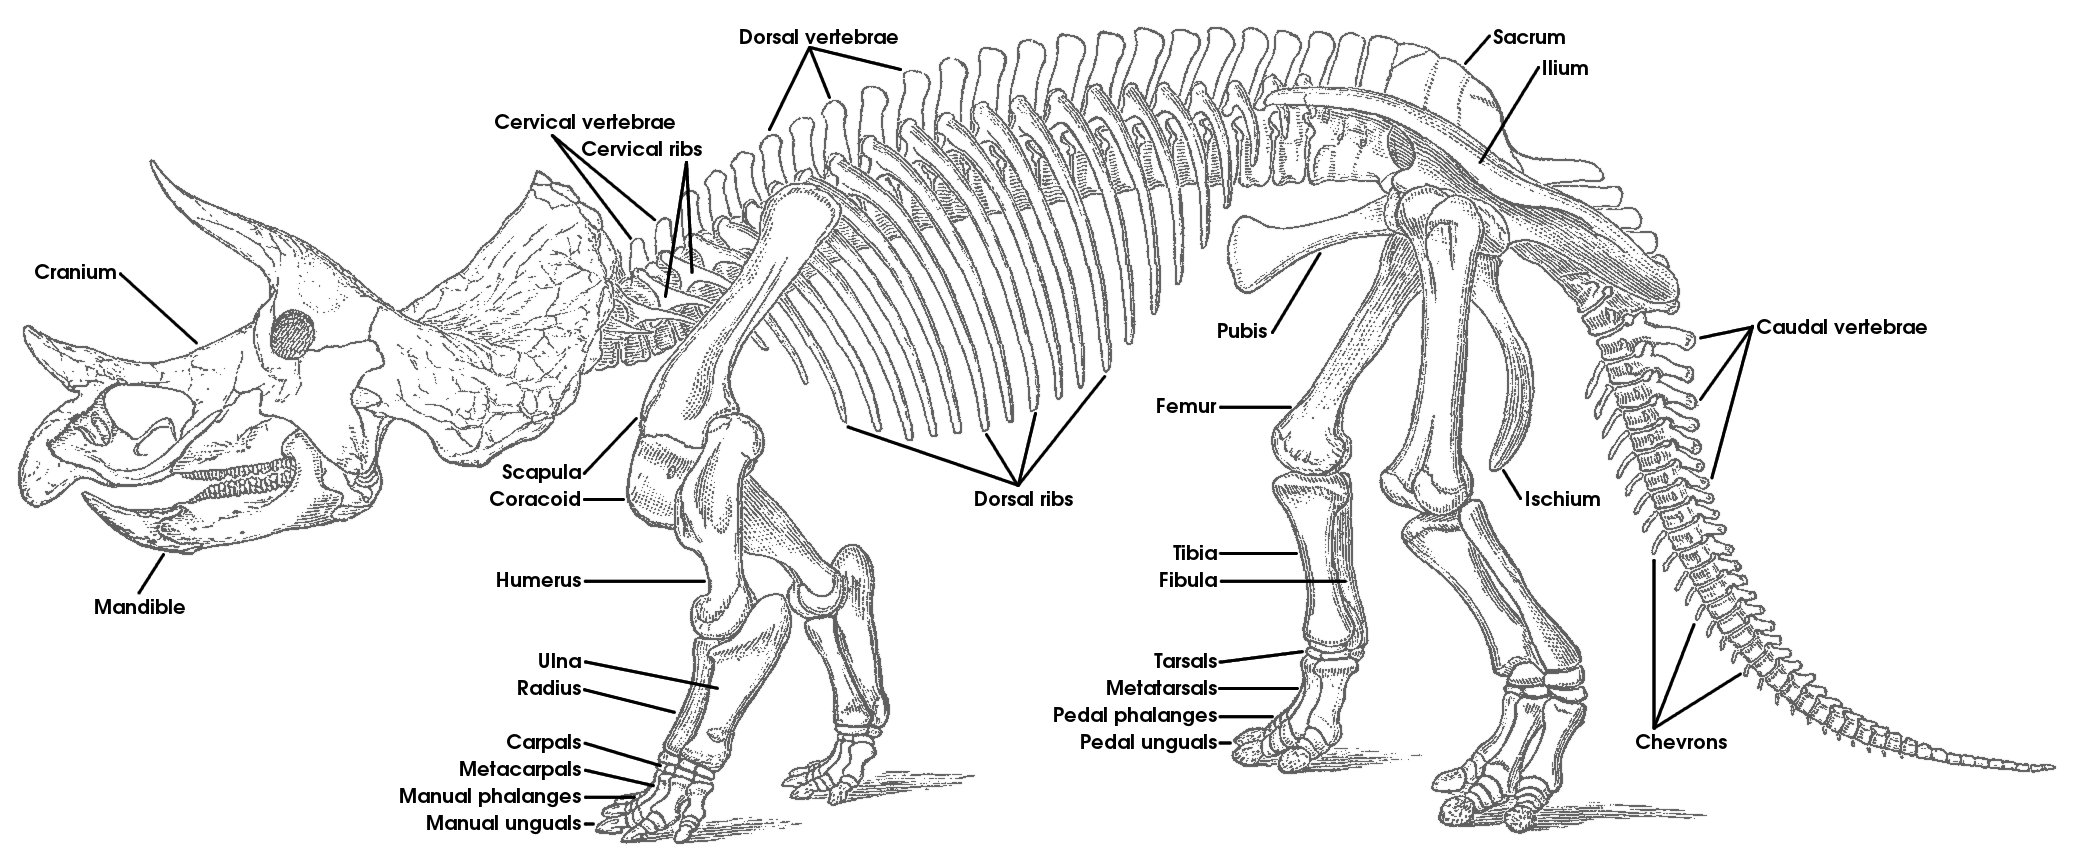 Dorsal vertebrae
Sacrum
Ilium
Cervical vertebrae
Cervical ribs
Cranium
Pubis
Caudal vertebrae
Femur
Scapula
Coracoid
Dorsal ribs
Ischium
Tibia
Fibula
Humerus
Mandible
Ulna
Radius
Tarsals
Metatarsals
Pedal phalanges
Pedal unguals
Chevrons
Carpals
Metacarpals
Manual phalanges
Manual unguals